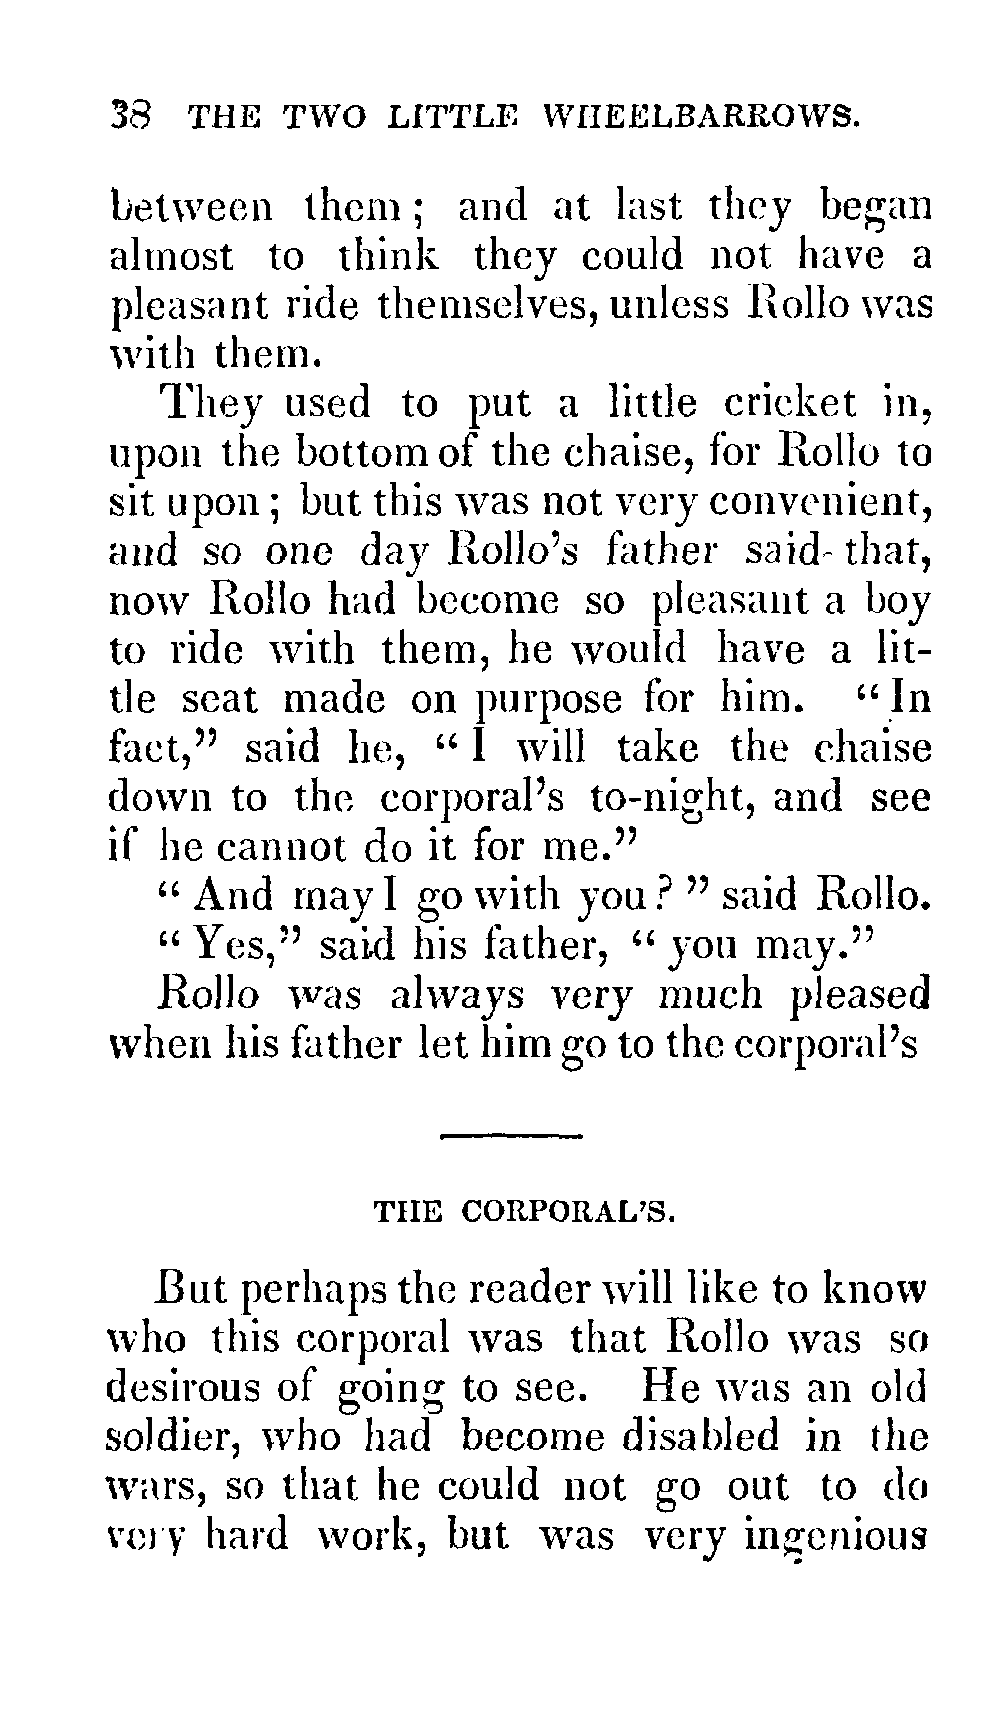 38 THE TWO LITTLE WHEELBARROWS.
between them; and at last they began
almost to think they could not have a
pleasant ride themselves, unless Rollo was
with them.
They used to put a little cricket in,
upon the bottom of the chaise, for Rollo to
sit upon; but this was not very convenient,
and so one day Rollo's father said that,
now Rollo had become so pleasant a boy
to ride with them, he would have a lit-
tle seat made on purpose for him. "In
fact," said he, "I will take the chaise
down to the corporal's to-night, and see
if he cannot do it for me."
"And may I go with you?" said Rollo.
"Yes," said his father, "you may."
Rollo was always very much pleased
when his father let him go to the corporal's
THE CORPORAL'S.
But perhaps the reader will like to know
who this corporal was that Rollo was so
desirous of going to see. He was an old
soldier, who had become disabled in the
wars, so that he could not go out to do
very hard work, but was very ingenious